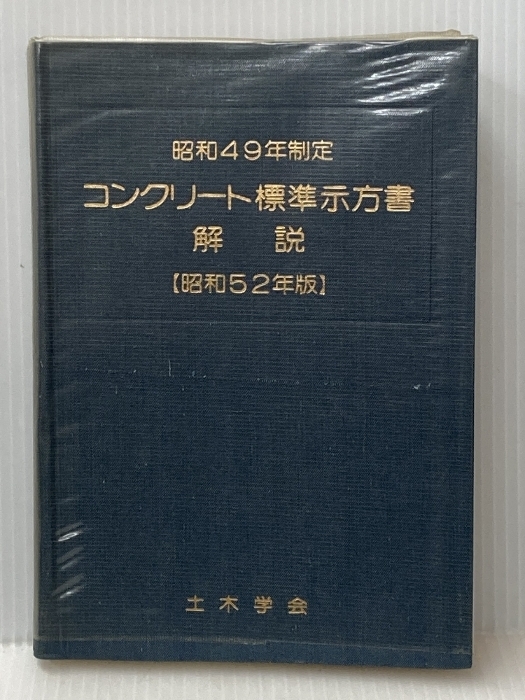 昭和49年制定
コンクリート標準示方書
解説
【昭和52年版】
土木学会